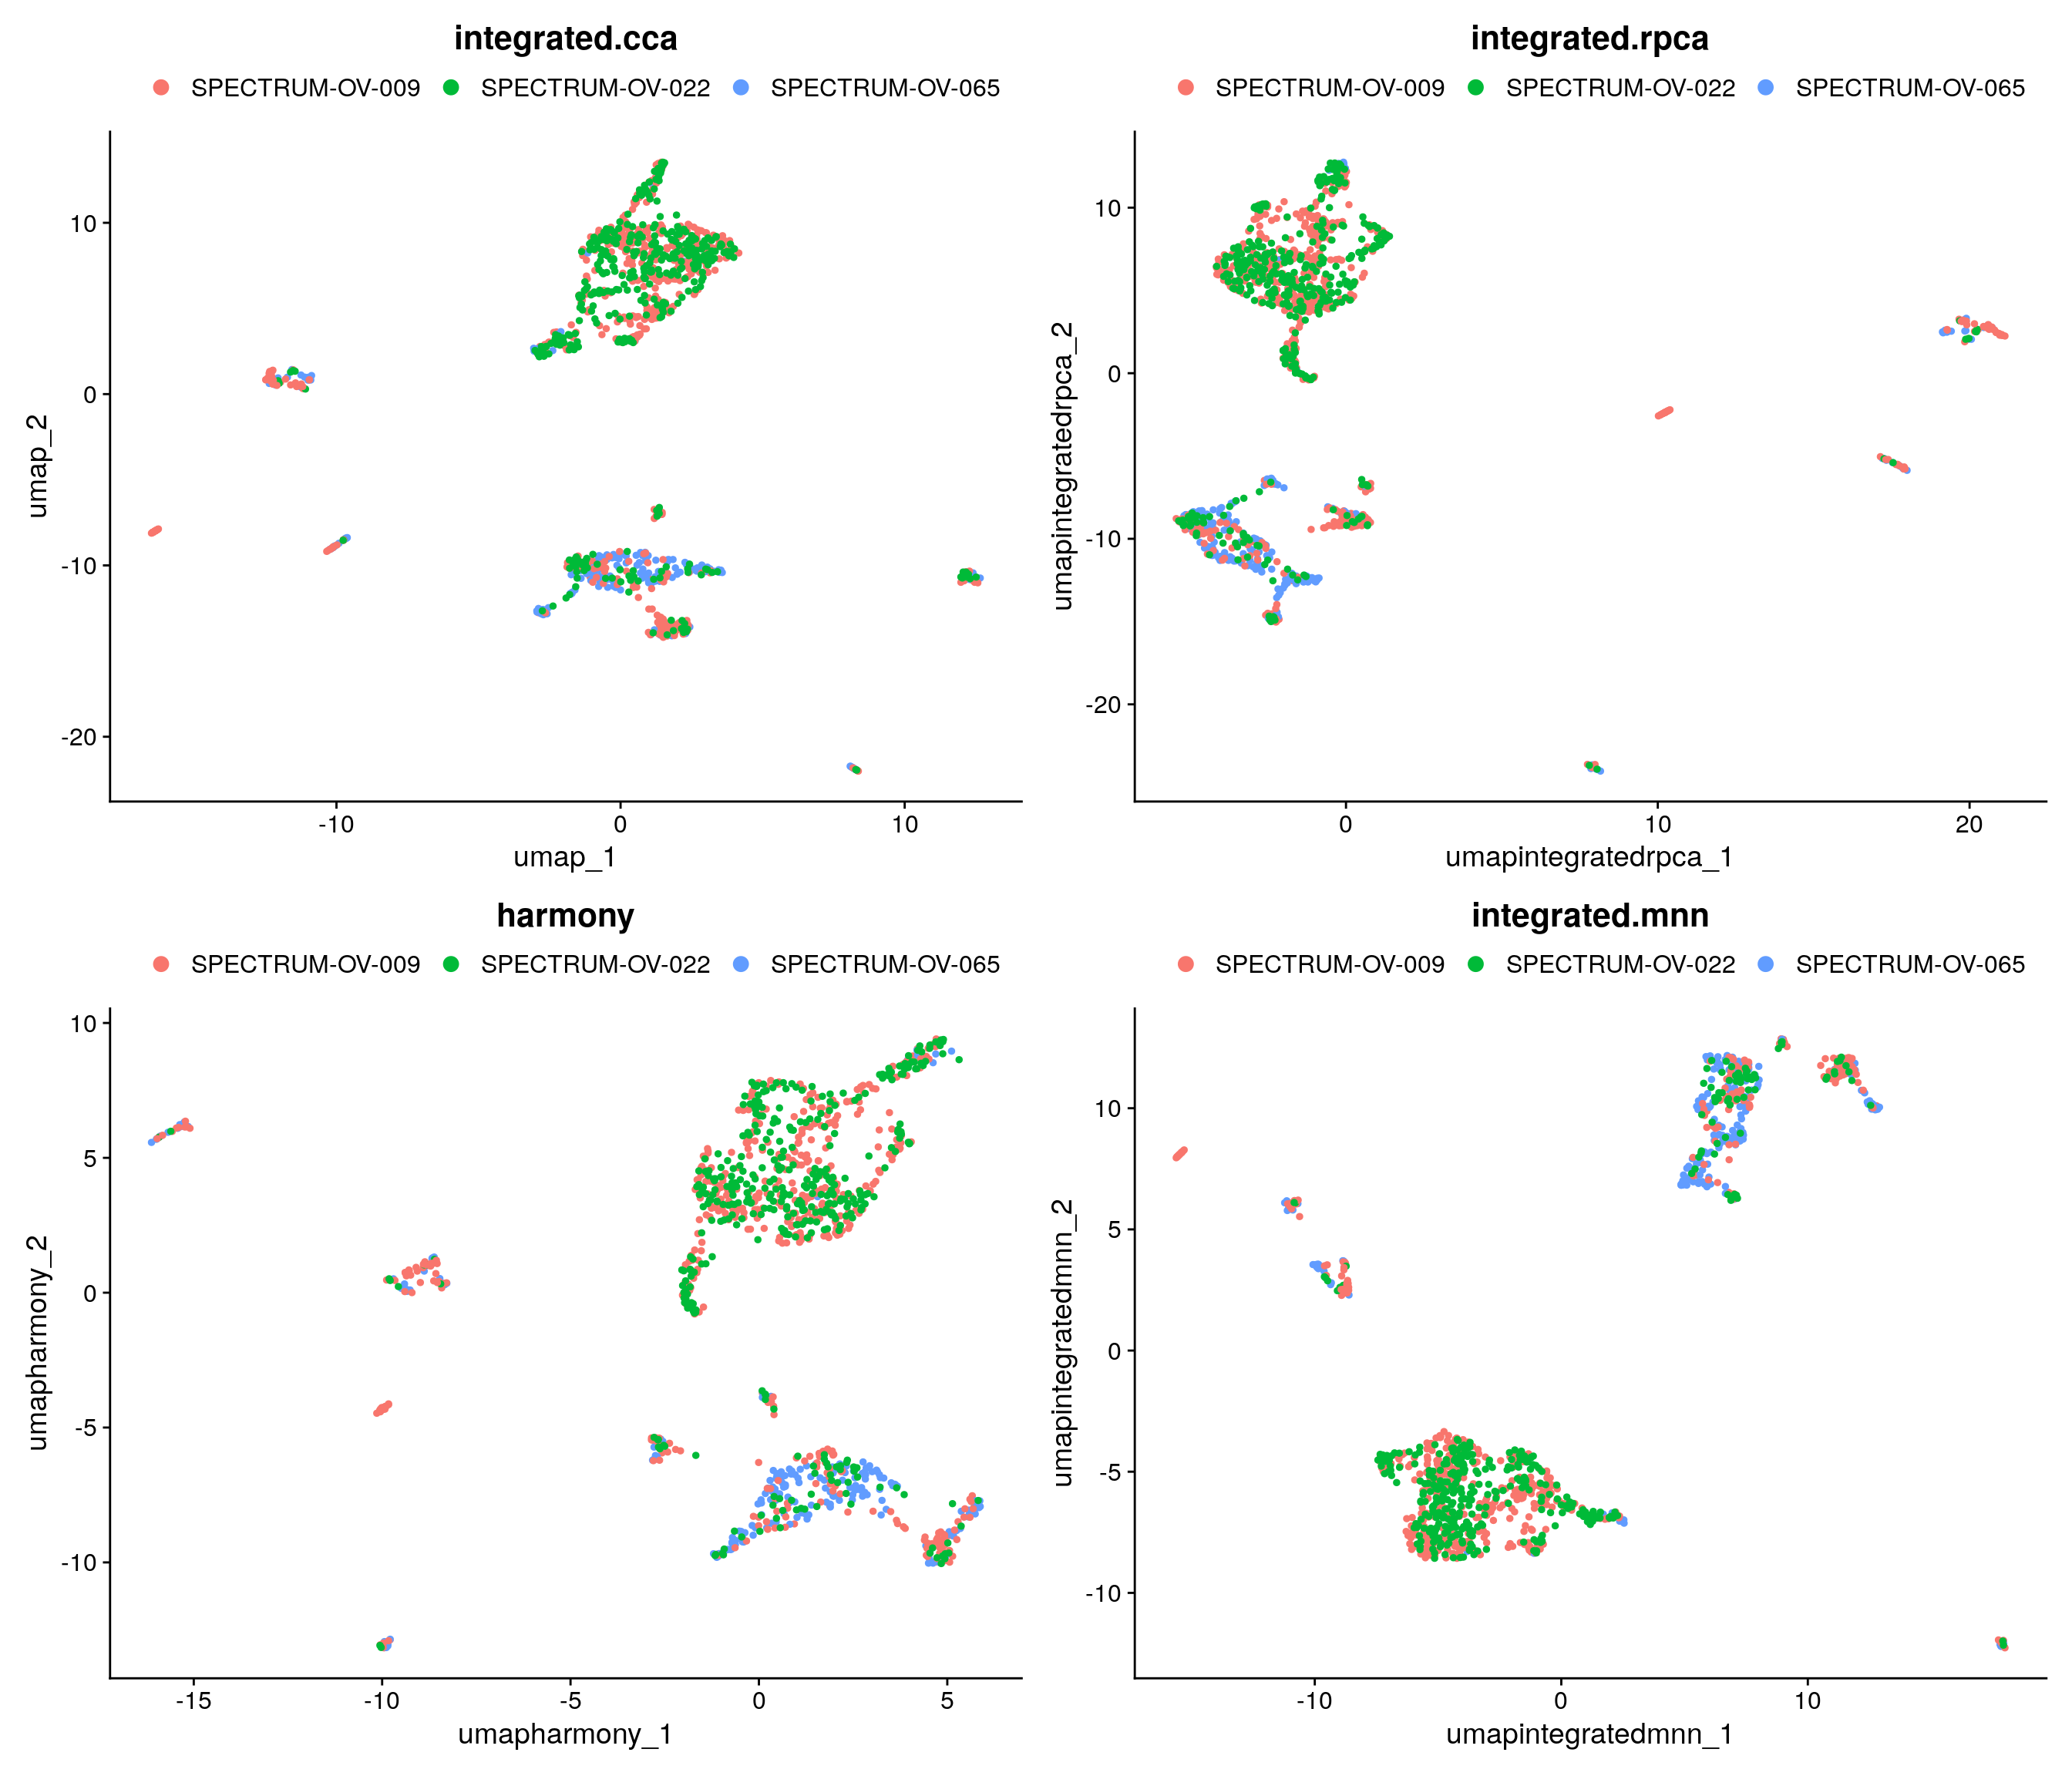 integrated.cca
SPECTRUM-OV-009 SPECTRUM-OV-022 SPECTRUM-OV-065
10
0
-10
-20
umap_2
-10 0 10
umap_1
integrated.rpca
SPECTRUM-OV-009 SPECTRUM-OV-022 SPECTRUM-OV-065
10
0
-10
-20
umapintegratedrpca_2
0 10 20
umapintegratedrpca_1
harmony
SPECTRUM-OV-009 SPECTRUM-OV-022 SPECTRUM-OV-065
10
5
0
-5
-10
umapharmony_2
-15 -10 -5 0 5
umapharmony_1
integrated.mnn
SPECTRUM-OV-009 SPECTRUM-OV-022 SPECTRUM-OV-065
10
5
0
-5
-10
umapintegratedmnn_2
-10 0 10
umapintegratedmnn_1